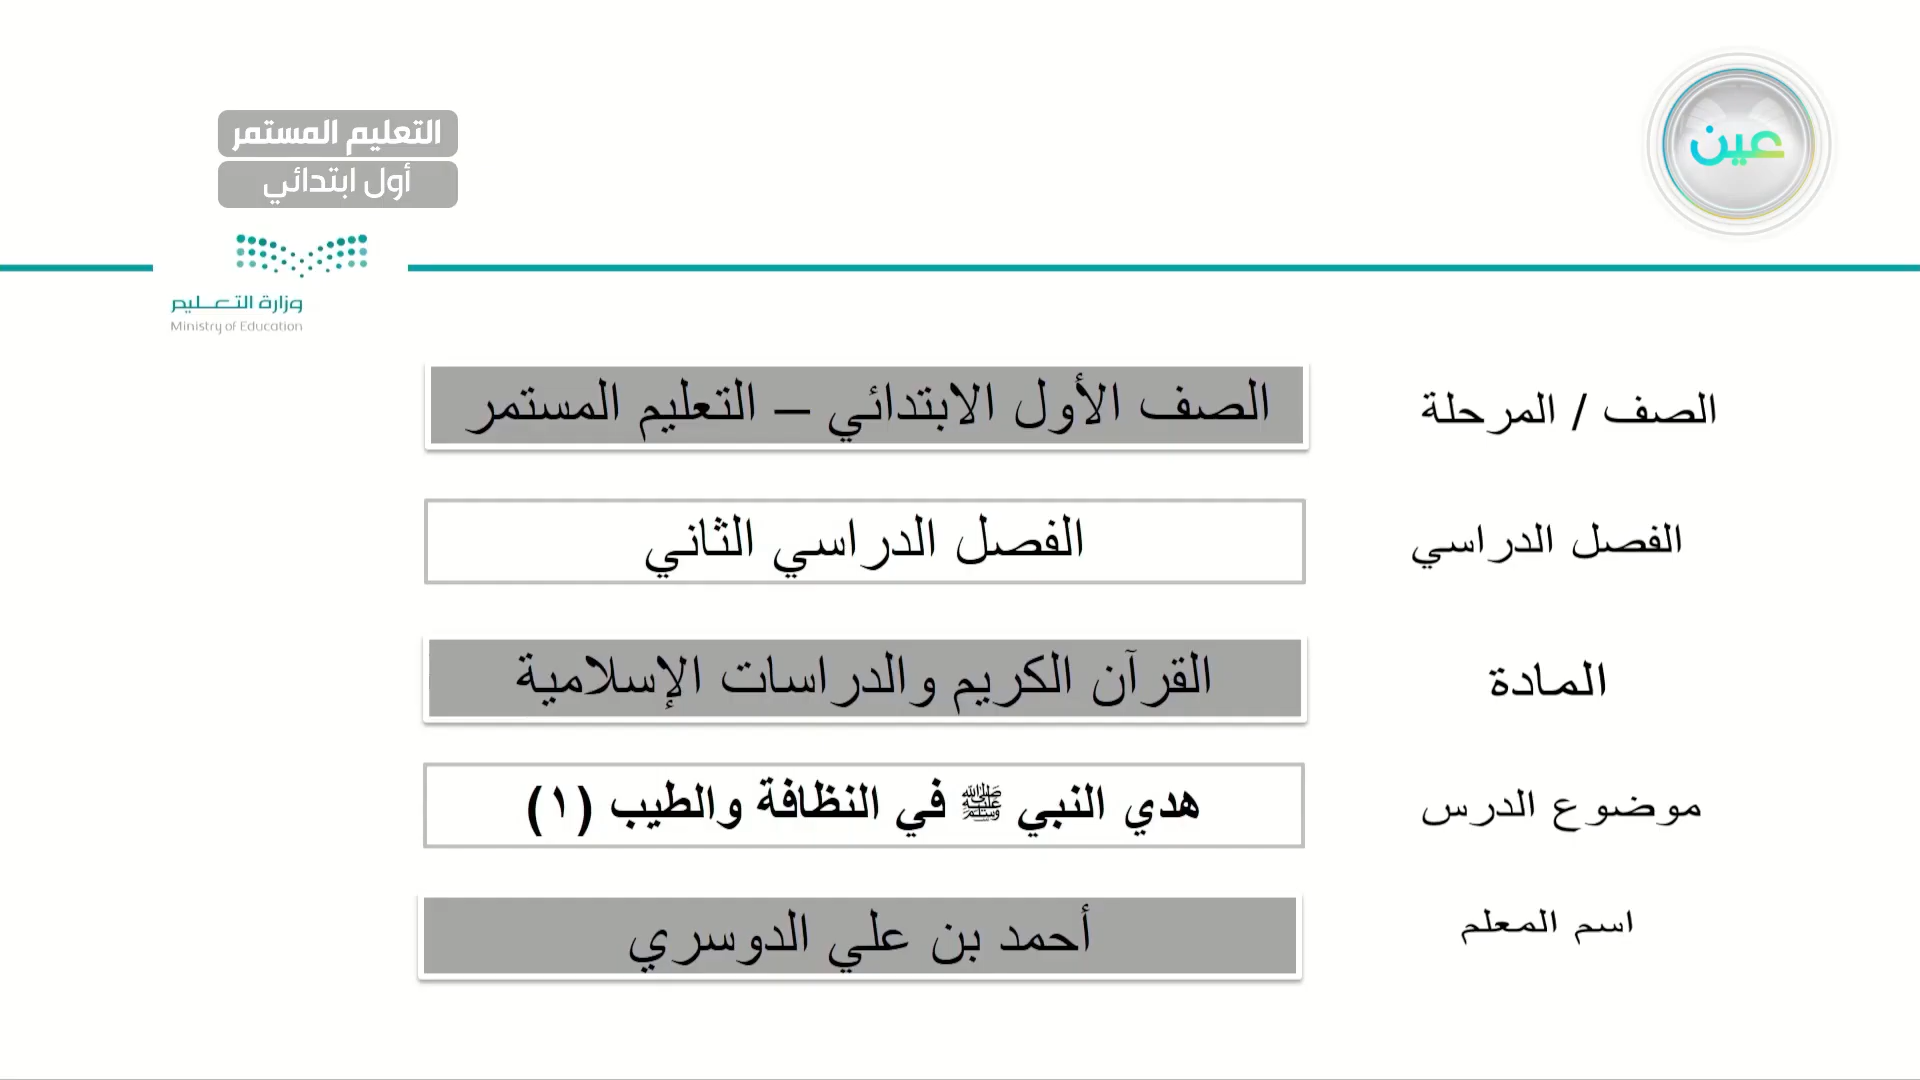 عين
التعليم المستمر
أول ابتدائي
وزارة التعليم
Ministry of Education
الصف / المرحلة
الصف الأول الابتدائي – التعليم المستمر
الفصل الدراسي
الفصل الدراسي الثاني
المادة
القرآن الكريم والدراسات الإسلامية
موضوع الدرس
هدي النبي ﷺ في النظافة والطيب (١)
اسم المعلم
أحمد بن علي الدوسري